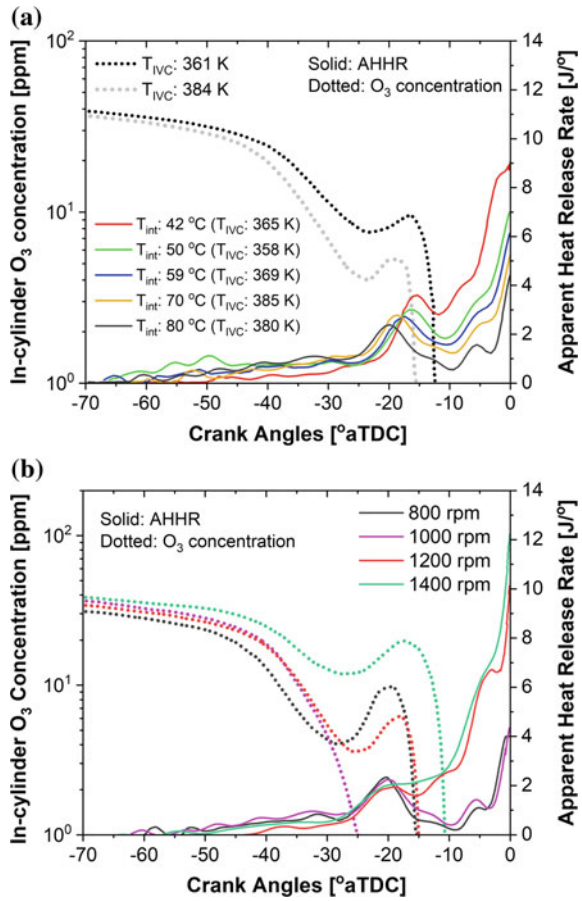 (a)
T_IVC: 361 K
T_IVC: 384 K
Solid: AHHR
Dotted: O₃ concentration
T_int: 42 °C (T_IVC: 365 K)
T_int: 50 °C (T_IVC: 358 K)
T_int: 59 °C (T_IVC: 369 K)
T_int: 70 °C (T_IVC: 385 K)
T_int: 80 °C (T_IVC: 380 K)
In-cylinder O₃ concentration [ppm]
10²
10¹
10⁰
Apparent Heat Release Rate [J/°]
14
12
10
8
6
4
2
0
-70 -60 -50 -40 -30 -20 -10 0
Crank Angles [°aTDC]
(b)
Solid: AHHR
Dotted: O₃ concentration
800 rpm
1000 rpm
1200 rpm
1400 rpm
In-cylinder O₃ Concentration [ppm]
10²
10¹
10⁰
Apparent Heat Release Rate [J/°]
14
12
10
8
6
4
2
0
-70 -60 -50 -40 -30 -20 -10 0
Crank Angles [°aTDC]